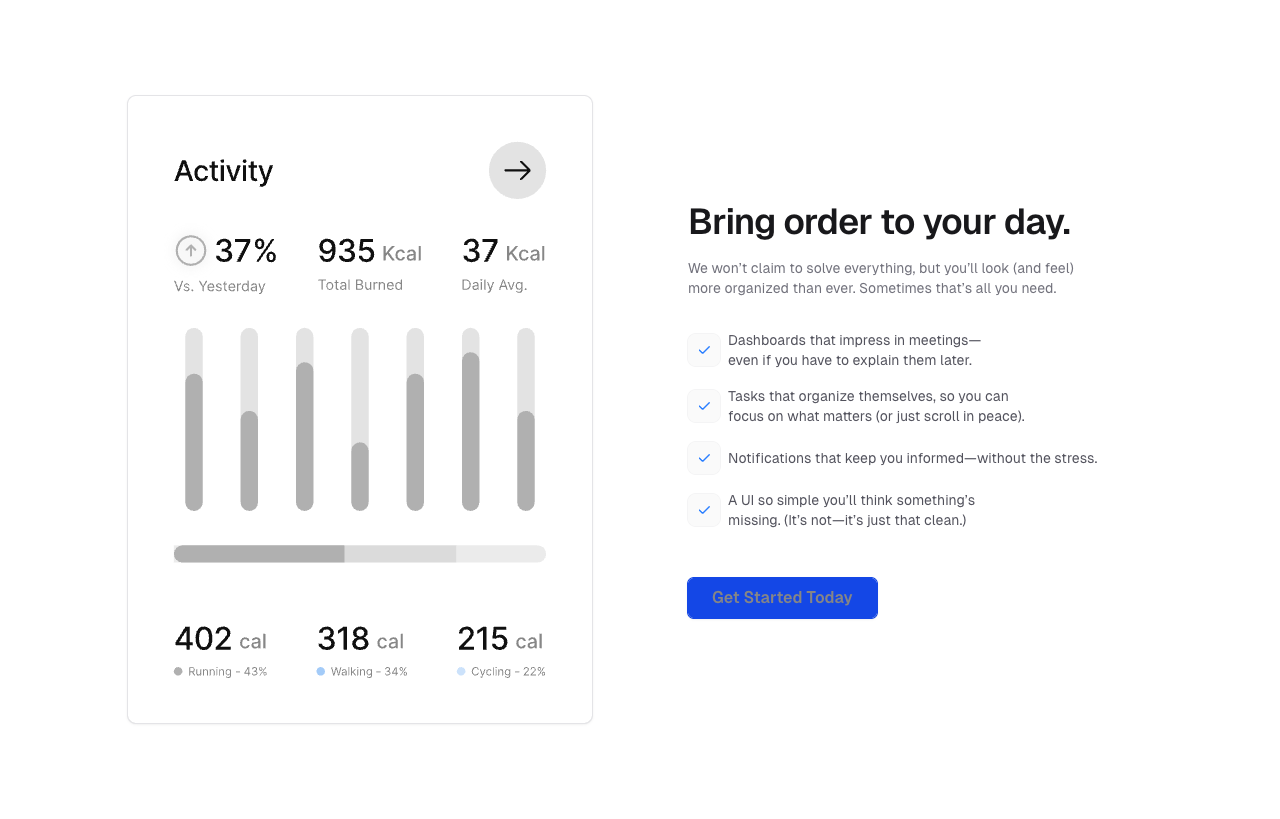 Activity
37%
Vs. Yesterday
935 Kcal
Total Burned
37 Kcal
Daily Avg.
402 cal
Running - 43%
318 cal
Walking - 34%
215 cal
Cycling - 22%
Bring order to your day.
We won’t claim to solve everything, but you’ll look (and feel)
more organized than ever. Sometimes that’s all you need.
Dashboards that impress in meetings—
even if you have to explain them later.
Tasks that organize themselves, so you can
focus on what matters (or just scroll in peace).
Notifications that keep you informed—without the stress.
A UI so simple you’ll think something’s
missing. (It’s not—it’s just that clean.)
Get Started Today